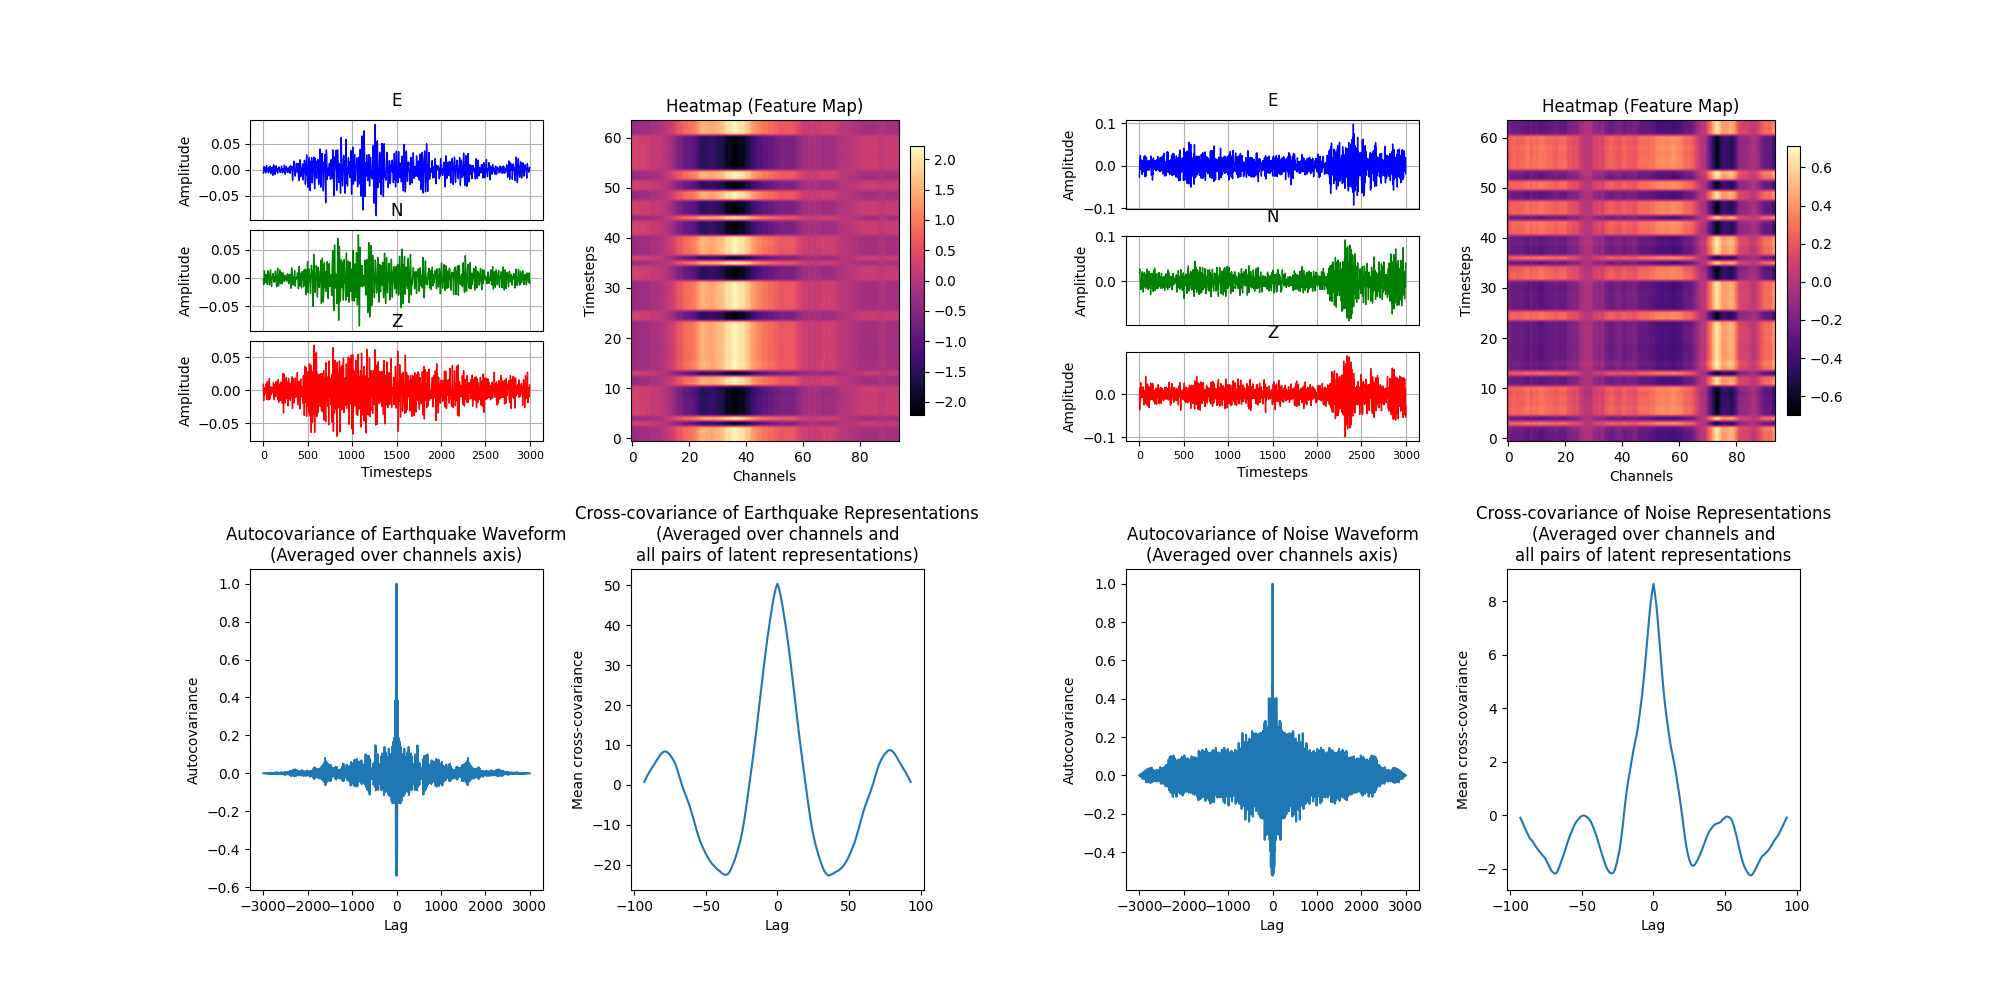 E
Amplitude
0.05
0.00
−0.05
N
Amplitude
0.05
0.00
−0.05
Z
Amplitude
0.05
0.00
−0.05
0 500 1000 1500 2000 2500 3000
Timesteps
Heatmap (Feature Map)
Timesteps
60
50
40
30
20
10
0
0 20 40 60 80
Channels
2.0
1.5
1.0
0.5
0.0
−0.5
−1.0
−1.5
−2.0
E
Amplitude
0.1
0.0
−0.1
N
Amplitude
0.1
0.0
Z
Amplitude
0.0
−0.1
0 500 1000 1500 2000 2500 3000
Timesteps
Heatmap (Feature Map)
Timesteps
60
50
40
30
20
10
0
0 20 40 60 80
Channels
0.6
0.4
0.2
0.0
−0.2
−0.4
−0.6
Autocovariance of Earthquake Waveform
(Averaged over channels axis)
Autocovariance
1.0
0.8
0.6
0.4
0.2
0.0
−0.2
−0.4
−0.6
−3000 −2000 −1000 0 1000 2000 3000
Lag
Cross-covariance of Earthquake Representations
(Averaged over channels and
all pairs of latent representations)
Mean cross-covariance
50
40
30
20
10
0
−10
−20
−100 −50 0 50 100
Lag
Autocovariance of Noise Waveform
(Averaged over channels axis)
Autocovariance
1.0
0.8
0.6
0.4
0.2
0.0
−0.2
−0.4
−3000 −2000 −1000 0 1000 2000 3000
Lag
Cross-covariance of Noise Representations
(Averaged over channels and
all pairs of latent representations
Mean cross-covariance
8
6
4
2
0
−2
−100 −50 0 50 100
Lag